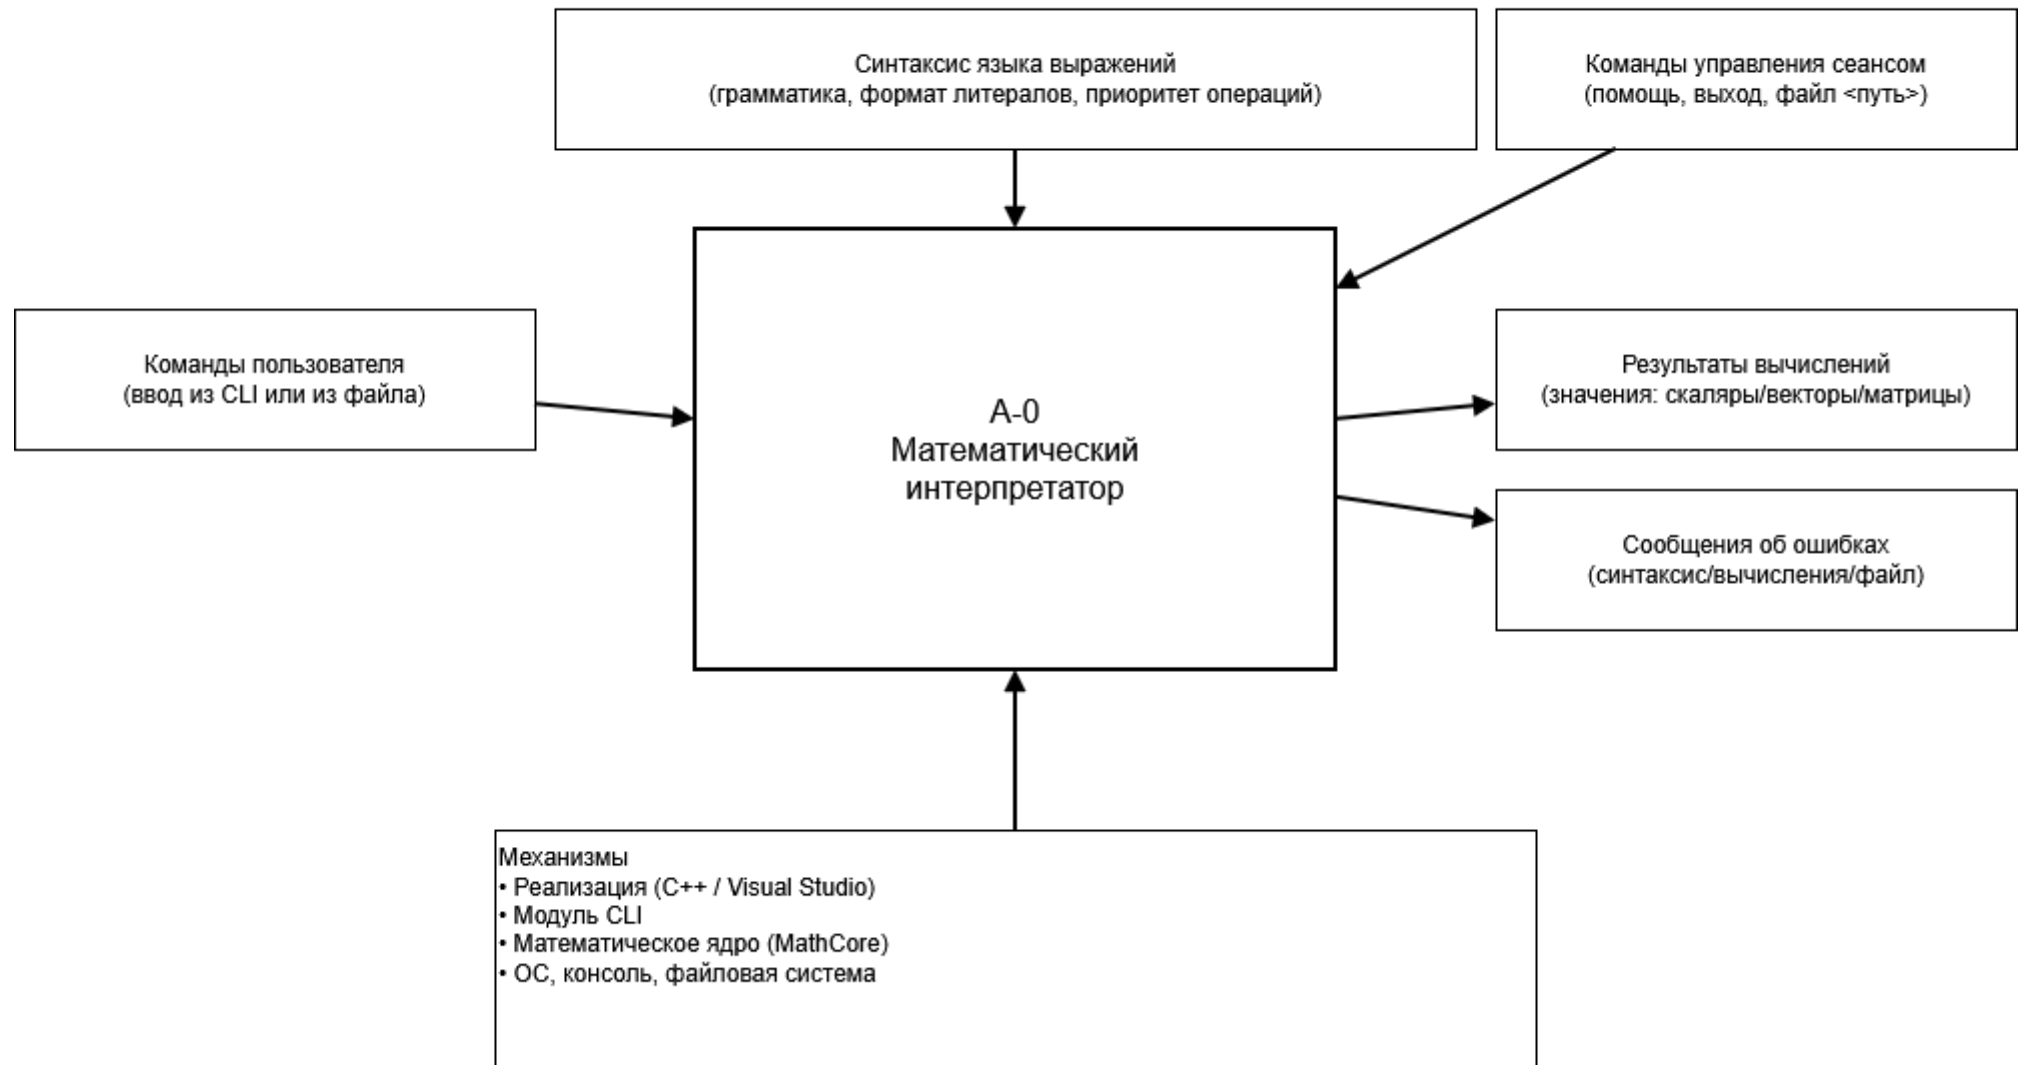 Синтаксис языка выражений
(грамматика, формат литералов, приоритет операций)
Команды управления сеансом
(помощь, выход, файл <путь>)
Команды пользователя
(ввод из CLI или из файла)
A-0
Математический
интерпретатор
Результаты вычислений
(значения: скаляры/векторы/матрицы)
Сообщения об ошибках
(синтаксис/вычисления/файл)
Механизмы
• Реализация (C++ / Visual Studio)
• Модуль CLI
• Математическое ядро (MathCore)
• ОС, консоль, файловая система